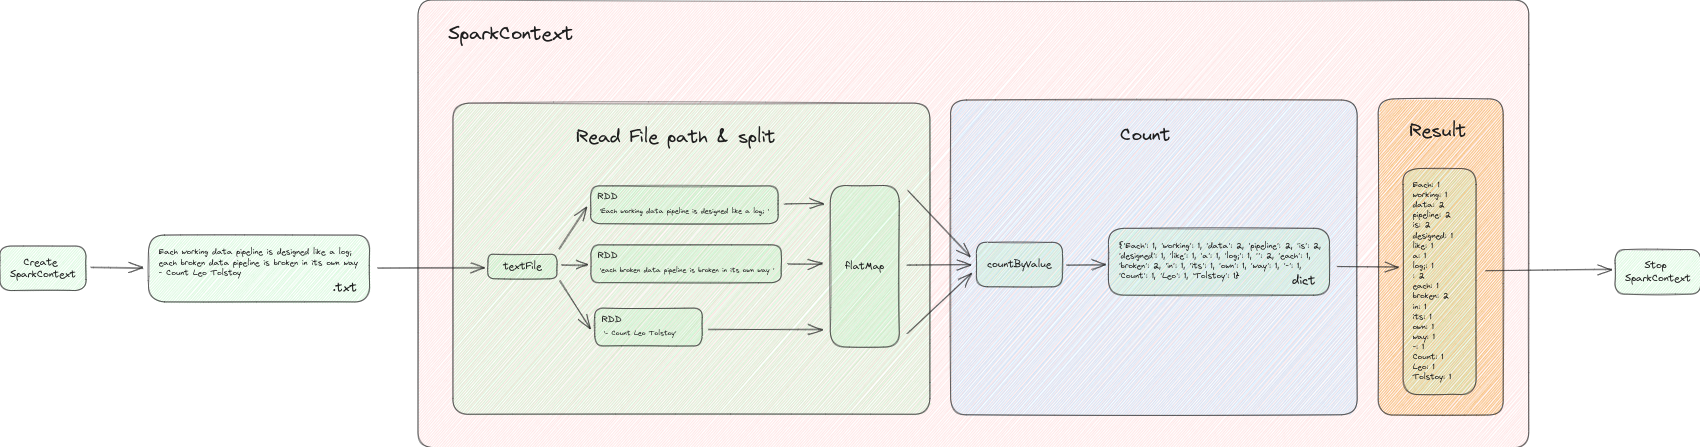 SparkContext
Create
SparkContext
Each working data pipeline is designed like a log;
each broken data pipeline is broken in its own way
- Count Leo Tolstoy
.txt
Read File path & split
textFile
RDD
'Each working data pipeline is designed like a log; '
RDD
'each broken data pipeline is broken in its own way '
RDD
'- Count Leo Tolstoy'
flatMap
Count
countByValue
{'Each': 1, 'working': 1, 'data': 2, 'pipeline': 2, 'is': 2,
'designed': 1, 'like': 1, 'a': 1, 'log;': 1, '': 2, 'each': 1,
'broken': 2, 'in': 1, 'its': 1, 'own': 1, 'way': 1, '-': 1,
'Count': 1, 'Leo': 1, 'Tolstoy': 1}
dict
Result
Each: 1
working: 1
data: 2
pipeline: 2
is: 2
designed: 1
like: 1
a: 1
log;: 1
: 2
each: 1
broken: 2
in: 1
its: 1
own: 1
way: 1
-: 1
Count: 1
Leo: 1
Tolstoy: 1
Stop
SparkContext